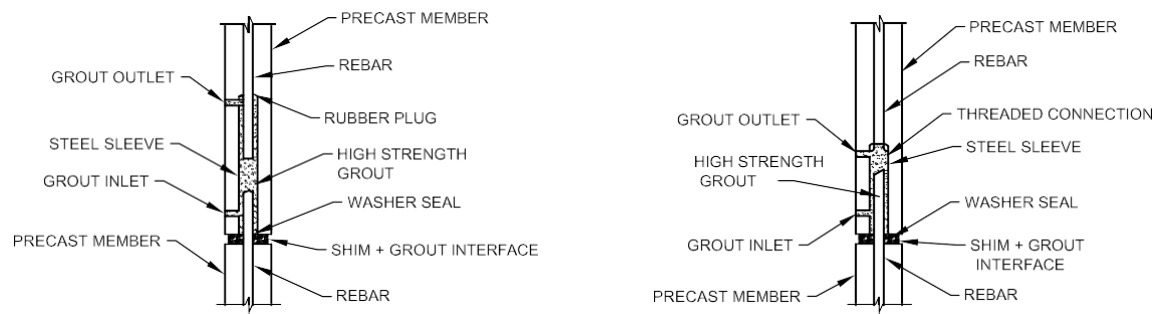 PRECAST MEMBER
REBAR
GROUT OUTLET
RUBBER PLUG
STEEL SLEEVE
HIGH STRENGTH
GROUT
GROUT INLET
WASHER SEAL
PRECAST MEMBER
SHIM + GROUT INTERFACE
REBAR
PRECAST MEMBER
REBAR
THREADED CONNECTION
GROUT OUTLET
STEEL SLEEVE
HIGH STRENGTH
GROUT
WASHER SEAL
GROUT INLET
SHIM + GROUT
INTERFACE
PRECAST MEMBER
REBAR